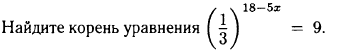 Найдите корень уравнения (1/3)^(18−5x) = 9.